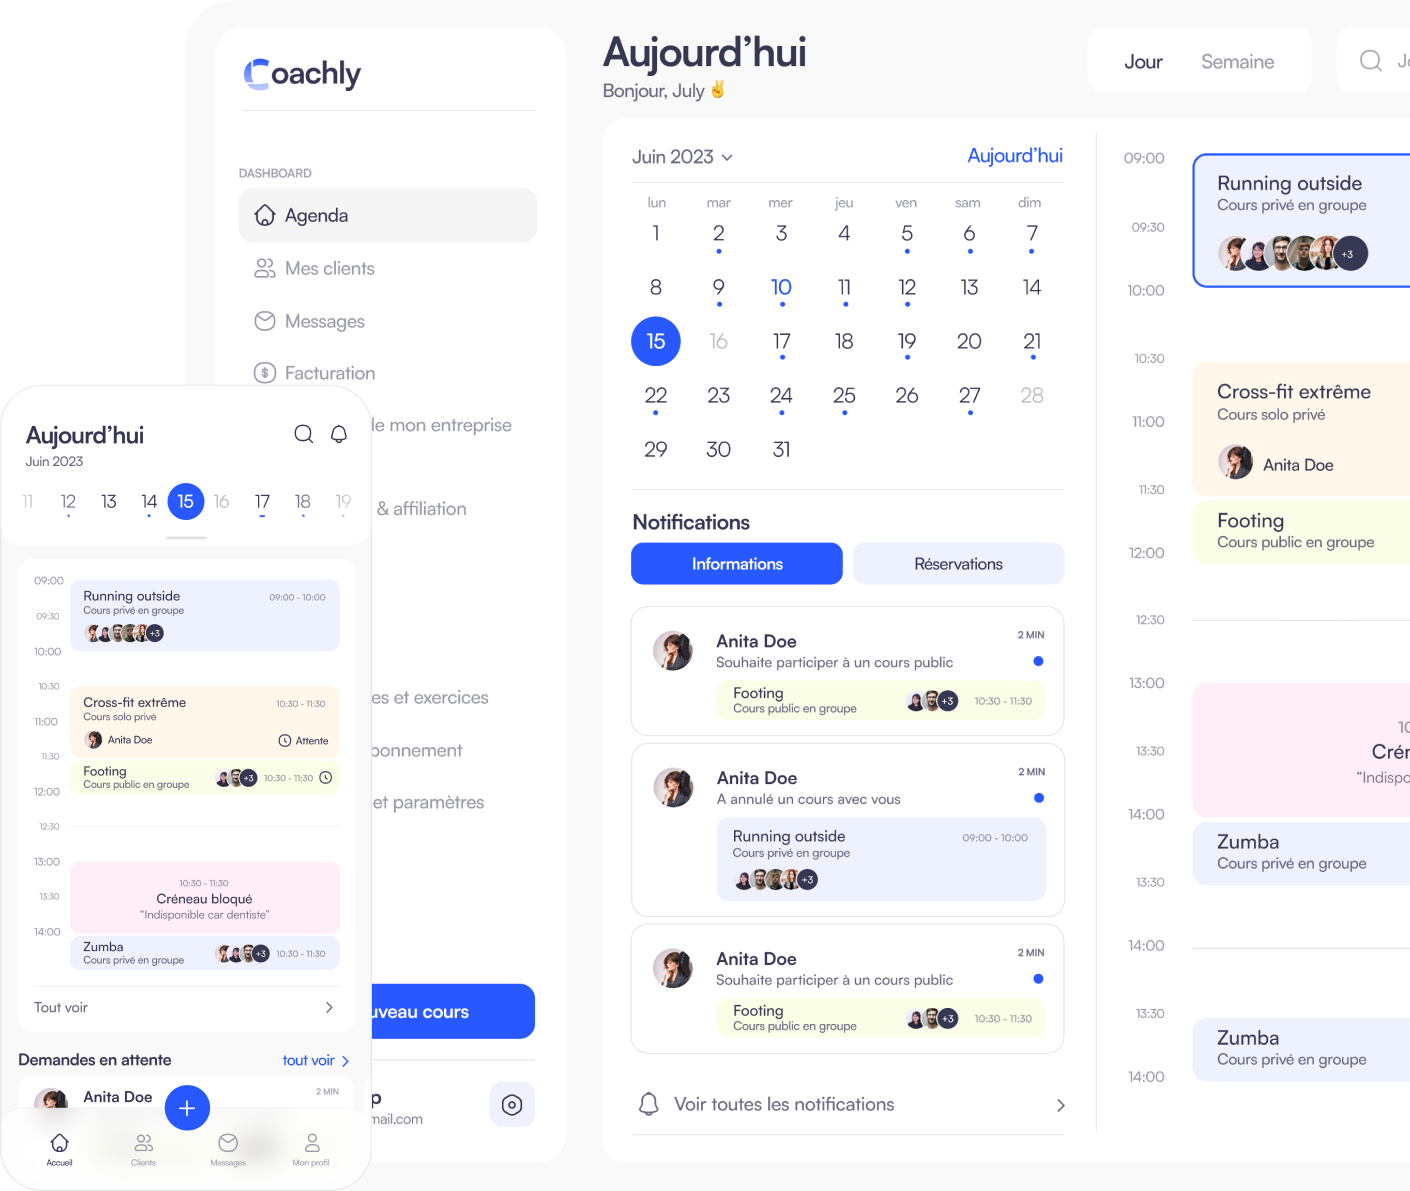 Coachly
DASHBOARD
Agenda
Mes clients
Messages
Facturation
de mon entreprise
& affiliation
es et exercices
et paramètres
uveau cours
mail.com
Aujourd’hui
Bonjour, July
Jour
Semaine
Juin 2023
Aujourd’hui
lun mar mer jeu ven sam dim
1 2 3 4 5 6 7
8 9 10 11 12 13 14
15 16 17 18 19 20 21
22 23 24 25 26 27 28
29 30 31
Notifications
Informations
Réservations
Anita Doe
2 MIN
Souhaite participer à un cours public
Footing
Cours public en groupe
+3
10:30 - 11:30
Anita Doe
2 MIN
A annulé un cours avec vous
Running outside
09:00 - 10:00
Cours privé en groupe
+3
Anita Doe
2 MIN
Souhaite participer à un cours public
Footing
Cours public en groupe
+3
10:30 - 11:30
Voir toutes les notifications
09:00
Running outside
Cours privé en groupe
09:30
+3
10:00
10:30
Cross-fit extrême
Cours solo privé
11:00
Anita Doe
11:30
Footing
Cours public en groupe
12:00
12:30
13:00
10
Crér
13:30
“Indispo
14:00
Zumba
Cours privé en groupe
13:30
14:00
13:30
Zumba
Cours privé en groupe
14:00
Aujourd’hui
Juin 2023
11 12 13 14 15 16 17 18 19
09:00
Running outside
09:00 - 10:00
Cours privé en groupe
09:30
+3
10:00
10:30
Cross-fit extrême
10:30 - 11:30
Cours solo privé
11:00
Anita Doe
Attente
11:30
Footing
Cours public en groupe
+3
10:30 - 11:30
12:00
12:30
13:00
10:30 - 11:30
Créneau bloqué
13:30
“Indisponible car dentiste”
14:00
Zumba
Cours privé en groupe
+3
10:30 - 11:30
Tout voir
Demandes en attente
tout voir
Anita Doe
2 MIN
Accueil
Clients
Messages
Mon profil